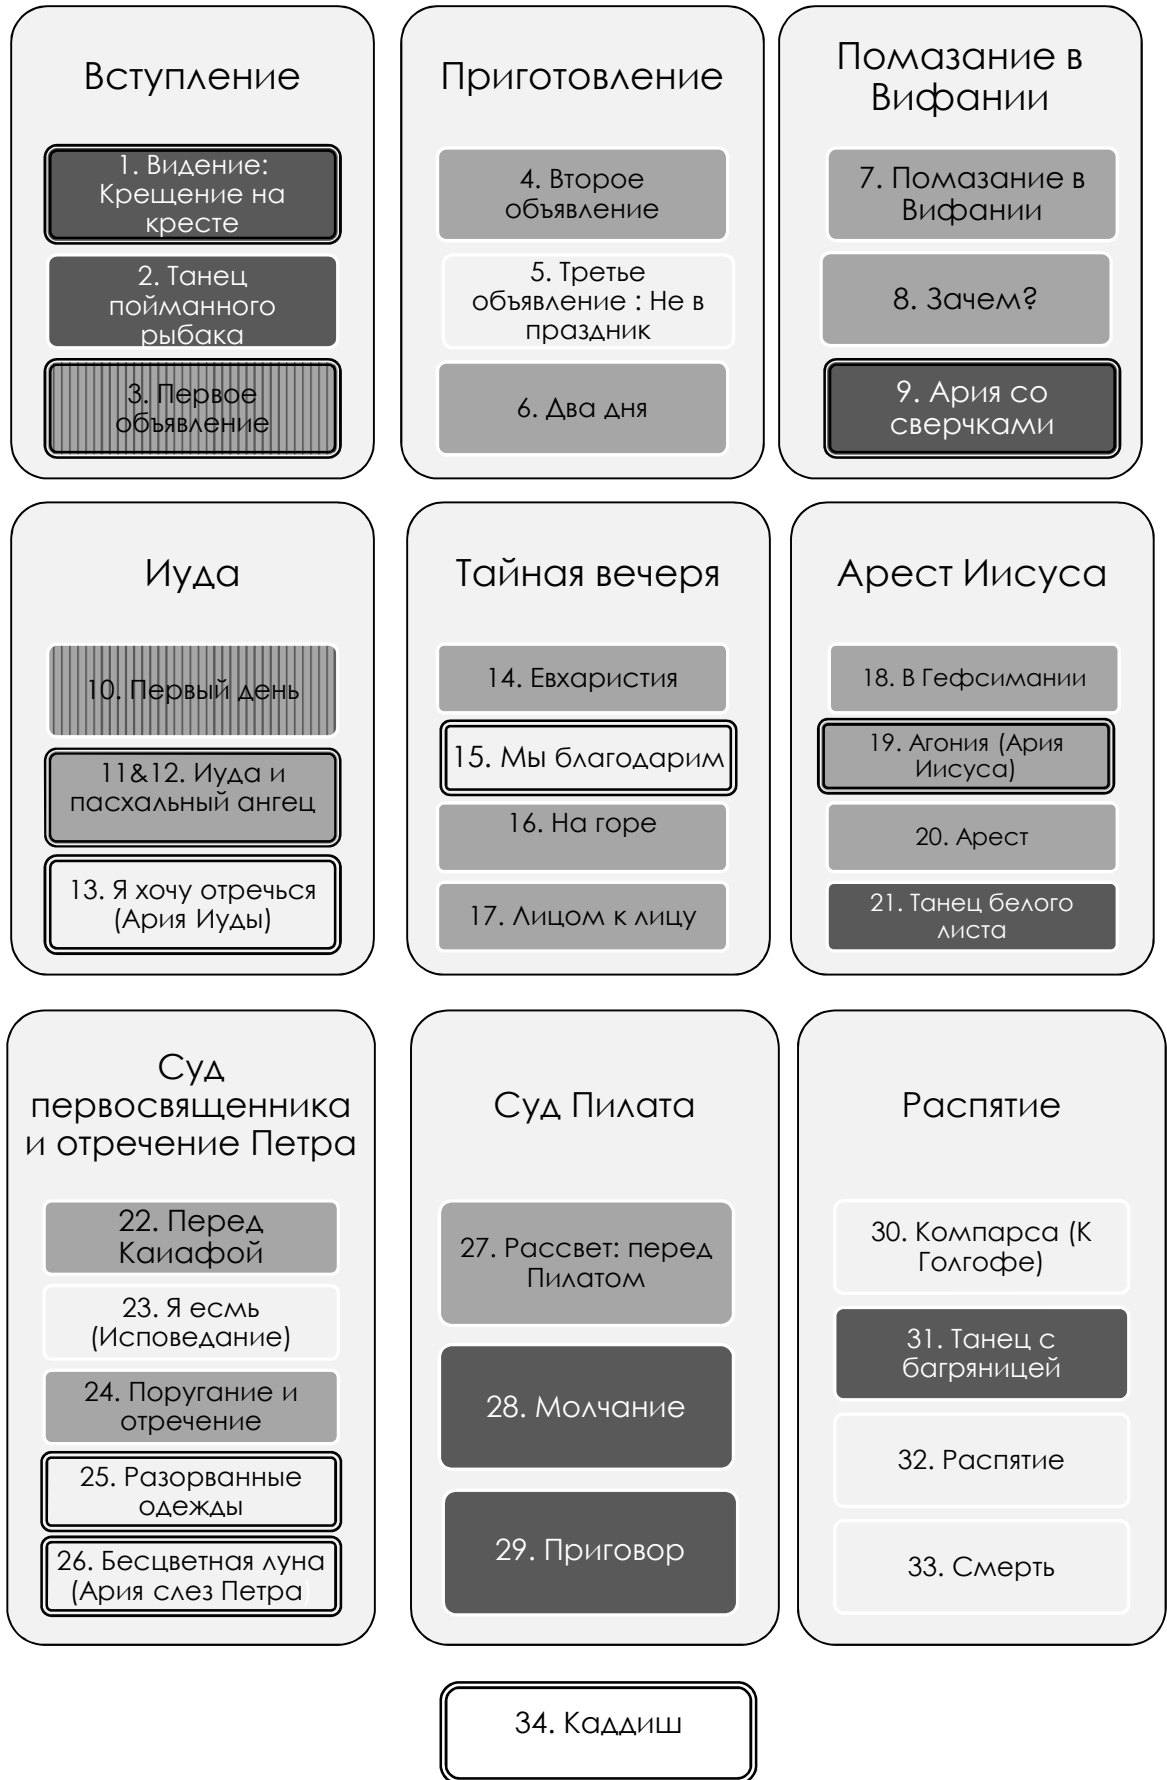 Вступление
1. Видение:
Крещение на
кресте
2. Танец
пойманного
рыбака
3. Первое
объявление
Приготовление
4. Второе
объявление
5. Третье
объявление : Не в
праздник
6. Два дня
Помазание в
Вифании
7. Помазание в
Вифании
8. Зачем?
9. Ария со
сверчками
Иуда
10. Первый день
11&12. Иуда и
пасхальный ангец
13. Я хочу отречься
(Ария Иуды)
Тайная вечеря
14. Евхаристия
15. Мы благодарим
16. На горе
17. Лицом к лицу
Арест Иисуса
18. В Гефсимании
19. Агония (Ария
Иисуса)
20. Арест
21. Танец белого
листа
Суд
первосвященника
и отречение Петра
22. Перед
Каиафой
23. Я есмь
(Исповедание)
24. Поругание и
отречение
25. Разорванные
одежды
26. Бесцветная луна
(Ария слез Петра
Суд Пилата
27. Рассвет: перед
Пилатом
28. Молчание
29. Приговор
Распятие
30. Компарса (К
Голгофе)
31. Танец с
багряницей
32. Распятие
33. Смерть
34. Каддиш